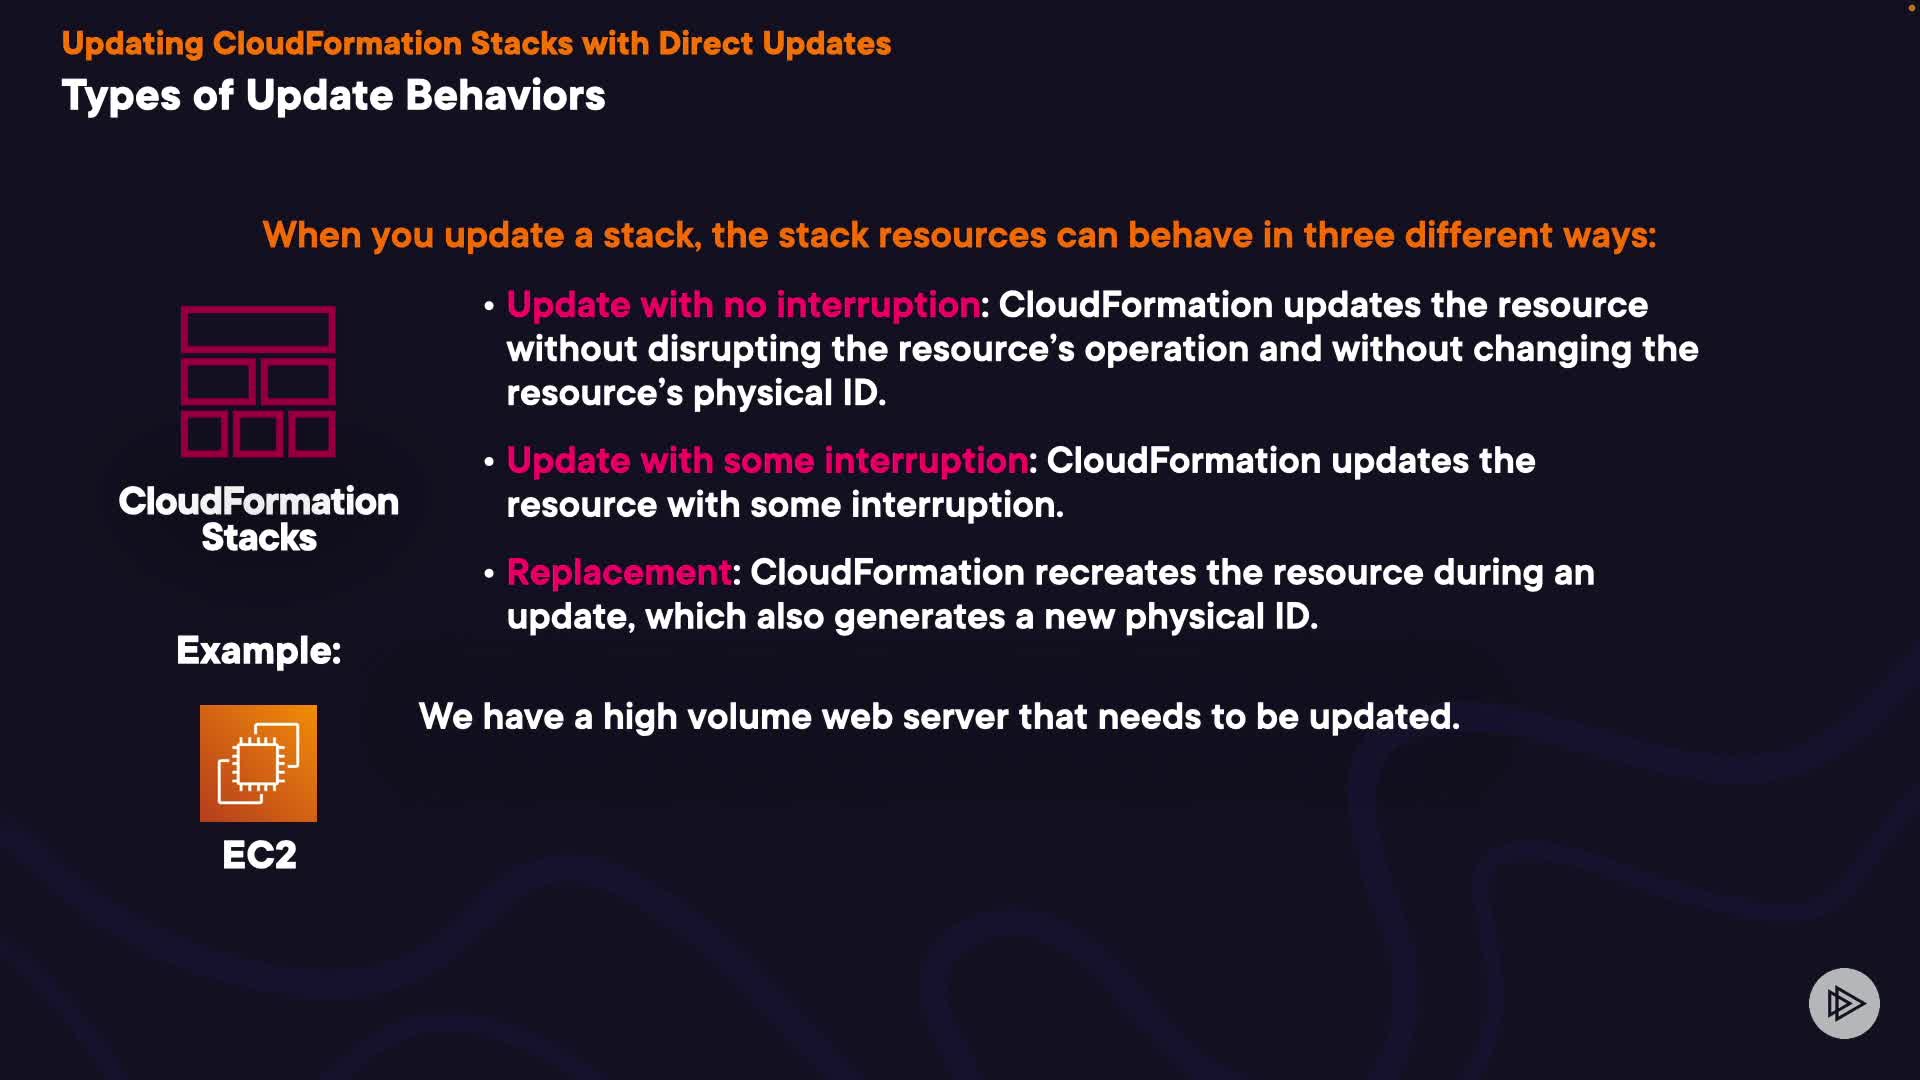 Updating CloudFormation Stacks with Direct Updates
Types of Update Behaviors
When you update a stack, the stack resources can behave in three different ways:
• Update with no interruption: CloudFormation updates the resource
without disrupting the resource’s operation and without changing the
resource’s physical ID.
• Update with some interruption: CloudFormation updates the
resource with some interruption.
• Replacement: CloudFormation recreates the resource during an
update, which also generates a new physical ID.
CloudFormation
Stacks
Example:
We have a high volume web server that needs to be updated.
EC2